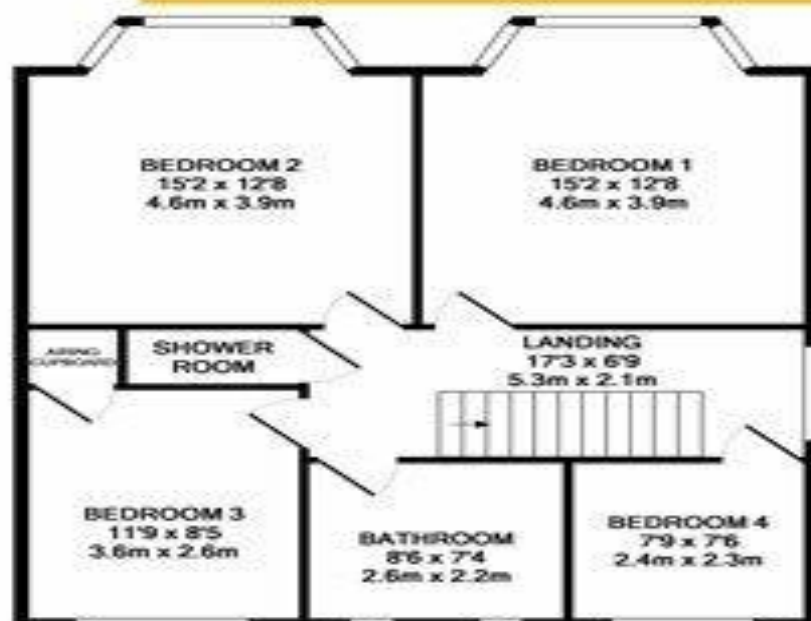 BEDROOM 2
15'2 x 12'8
4.6m x 3.9m
BEDROOM 1
15'2 x 12'8
4.6m x 3.9m
AIRING
CUPBOARD
SHOWER
ROOM
LANDING
17'3 x 6'9
5.3m x 2.1m
BEDROOM 3
11'9 x 8'5
3.6m x 2.6m
BATHROOM
8'6 x 7'4
2.6m x 2.2m
BEDROOM 4
7'9 x 7'6
2.4m x 2.3m